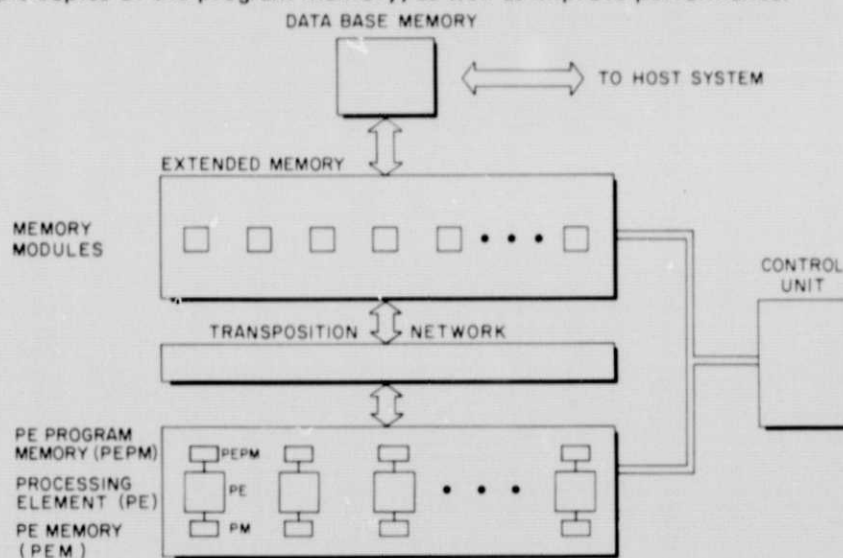 DATA BASE MEMORY
TO HOST SYSTEM
EXTENDED MEMORY
MEMORY
MODULES
CONTROL
UNIT
TRANSPOSITION NETWORK
PE PROGRAM
MEMORY (PEPM)
PEPM
PROCESSING
ELEMENT (PE)
PE
PE MEMORY
(PEM)
PM